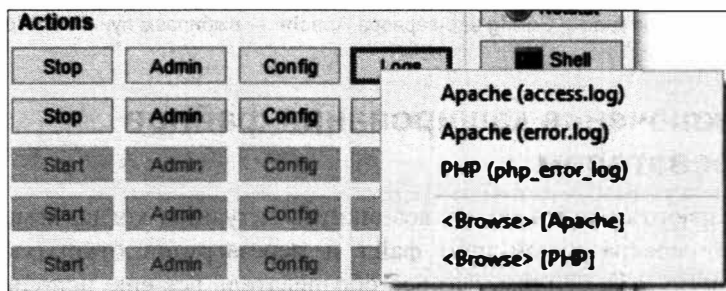 Actions
Stop Admin Config Logs Shell
Apache (access.log)
Stop Admin Config
Apache (error.log)
Start Admin Config
PHP (php_error_log)
Start Admin Config
<Browse> [Apache]
Start Admin Config
<Browse> [PHP]